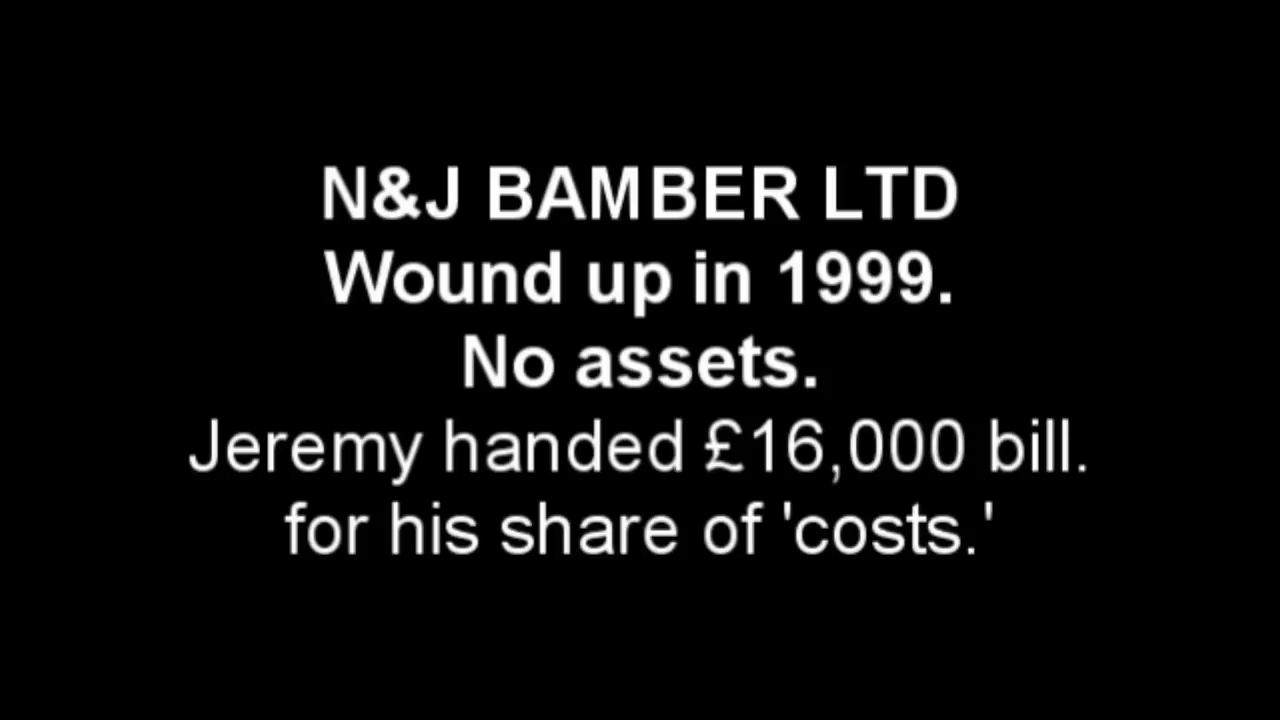 N&J BAMBER LTD
Wound up in 1999.
No assets.
Jeremy handed £16,000 bill.
for his share of 'costs.'